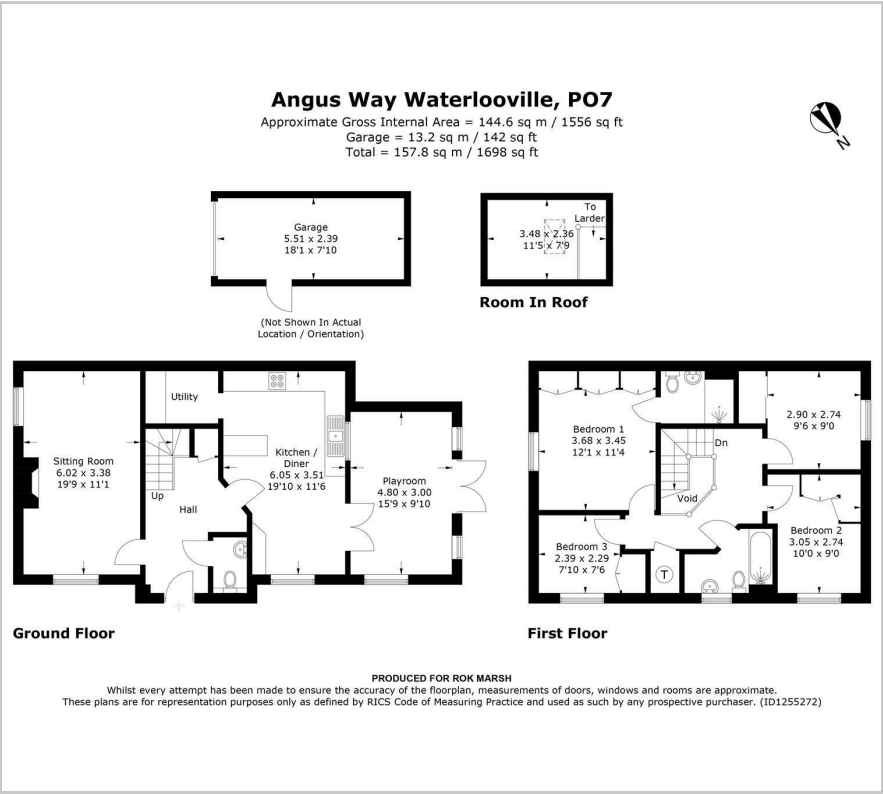 Angus Way Waterlooville, PO7
Approximate Gross Internal Area = 144.6 sq m / 1556 sq ft
Garage = 13.2 sq m / 142 sq ft
Total = 157.8 sq m / 1698 sq ft
N
Garage
5.51 x 2.39
18'1 x 7'10
(Not Shown In Actual
Location / Orientation)
To
Larder
3.48 x 2.36
11'5 x 7'9
Room In Roof
Utility
Sitting Room
6.02 x 3.38
19'9 x 11'1
Up
Hall
Kitchen /
Diner
6.05 x 3.51
19'10 x 11'6
Playroom
4.80 x 3.00
15'9 x 9'10
Ground Floor
Bedroom 1
3.68 x 3.45
12'1 x 11'4
Dn
2.90 x 2.74
9'6 x 9'0
Void
Bedroom 2
3.05 x 2.74
10'0 x 9'0
Bedroom 3
2.39 x 2.29
7'10 x 7'6
T
First Floor
PRODUCED FOR ROK MARSH
Whilst every attempt has been made to ensure the accuracy of the floorplan, measurements of doors, windows and rooms are approximate.
These plans are for representation purposes only as defined by RICS Code of Measuring Practice and used as such by any prospective purchaser. (ID1255272)